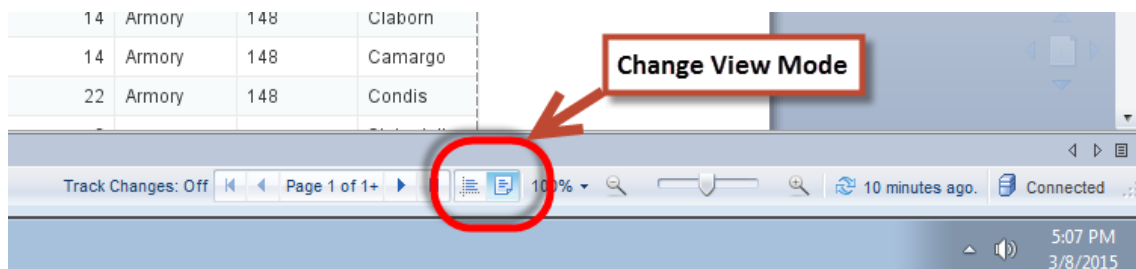 14 Armory 148 Claborn
14 Armory 148 Camargo
22 Armory 148 Condis
Change View Mode
Track Changes: Off Page 1 of 1+ 100% 10 minutes ago. Connected
5:07 PM
3/8/2015